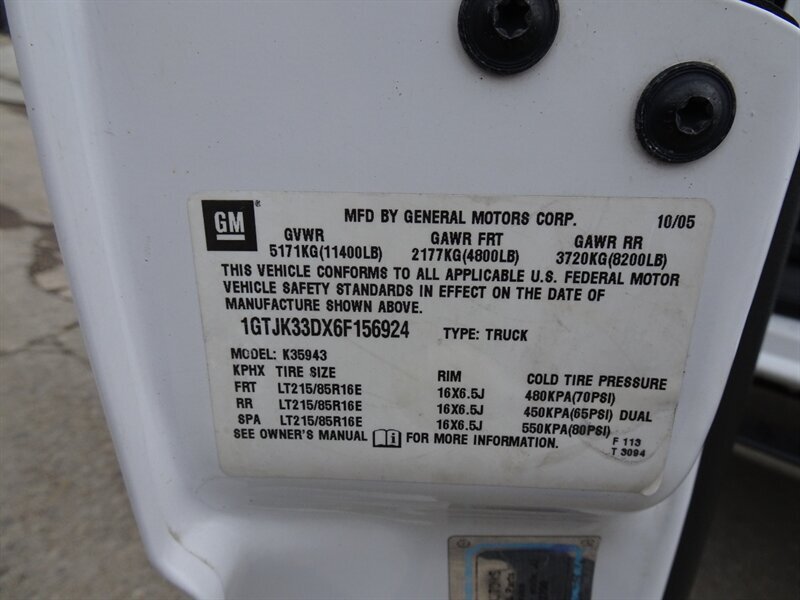 GM ® MFD BY GENERAL MOTORS CORP. 10/05
GVWR GAWR FRT GAWR RR
5171KG(11400LB) 2177KG(4800LB) 3720KG(8200LB)
THIS VEHICLE CONFORMS TO ALL APPLICABLE U.S. FEDERAL MOTOR
VEHICLE SAFETY STANDARDS IN EFFECT ON THE DATE OF
MANUFACTURE SHOWN ABOVE.
1GTJK33DX6F156924 TYPE: TRUCK
MODEL: K35943
KPHX TIRE SIZE RIM COLD TIRE PRESSURE
FRT LT215/85R16E 16X6.5J 480KPA(70PSI)
RR LT215/85R16E 16X6.5J 450KPA(65PSI) DUAL
SPA LT215/85R16E 16X6.5J 550KPA(80PSI)
SEE OWNER'S MANUAL FOR MORE INFORMATION.
F 113
T 3094